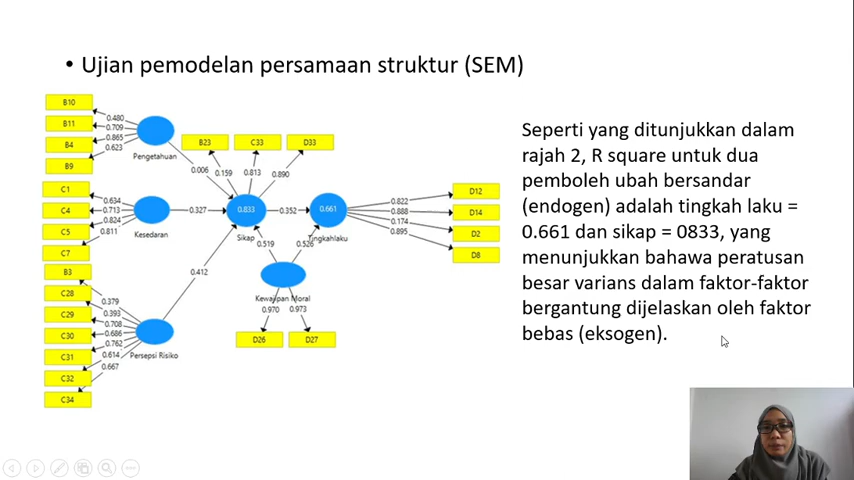 • Ujian pemodelan persamaan struktur (SEM)
B10
B11
B4
B9
0.480
0.709
0.865
0.623
Pengetahuan
B23
C33
D33
0.006
0.159
0.813
0.890
C1
C4
C5
C7
0.634
0.713
0.824
0.811
Kesedaran
0.327
0.833
Sikap
0.352
0.661
Tingkahlaku
0.822
0.888
0.174
0.895
D12
D14
D2
D8
0.519
0.526
0.412
Kewajipan Moral
0.970
0.973
D26
D27
B3
C28
C29
C30
C31
C32
C34
0.379
0.393
0.708
0.686
0.762
0.614
0.667
Persepsi Risiko
Seperti yang ditunjukkan dalam
rajah 2, R square untuk dua
pemboleh ubah bersandar
(endogen) adalah tingkah laku =
0.661 dan sikap = 0833, yang
menunjukkan bahawa peratusan
besar varians dalam faktor-faktor
bergantung dijelaskan oleh faktor
bebas (eksogen).